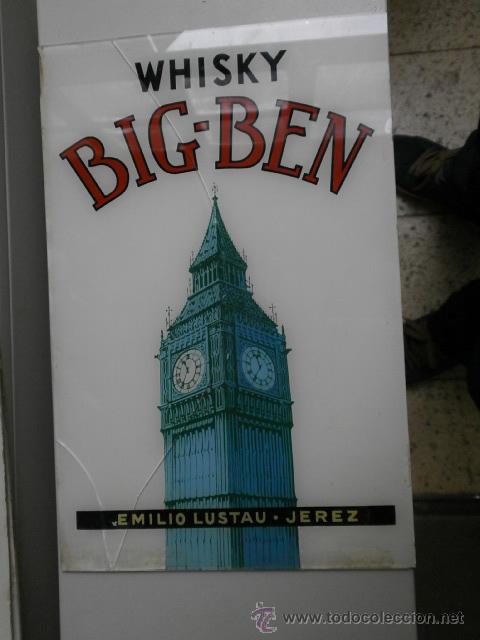 WHISKY
BIG-BEN
EMILIO LUSTAU · JEREZ
www.todocoleccion.net